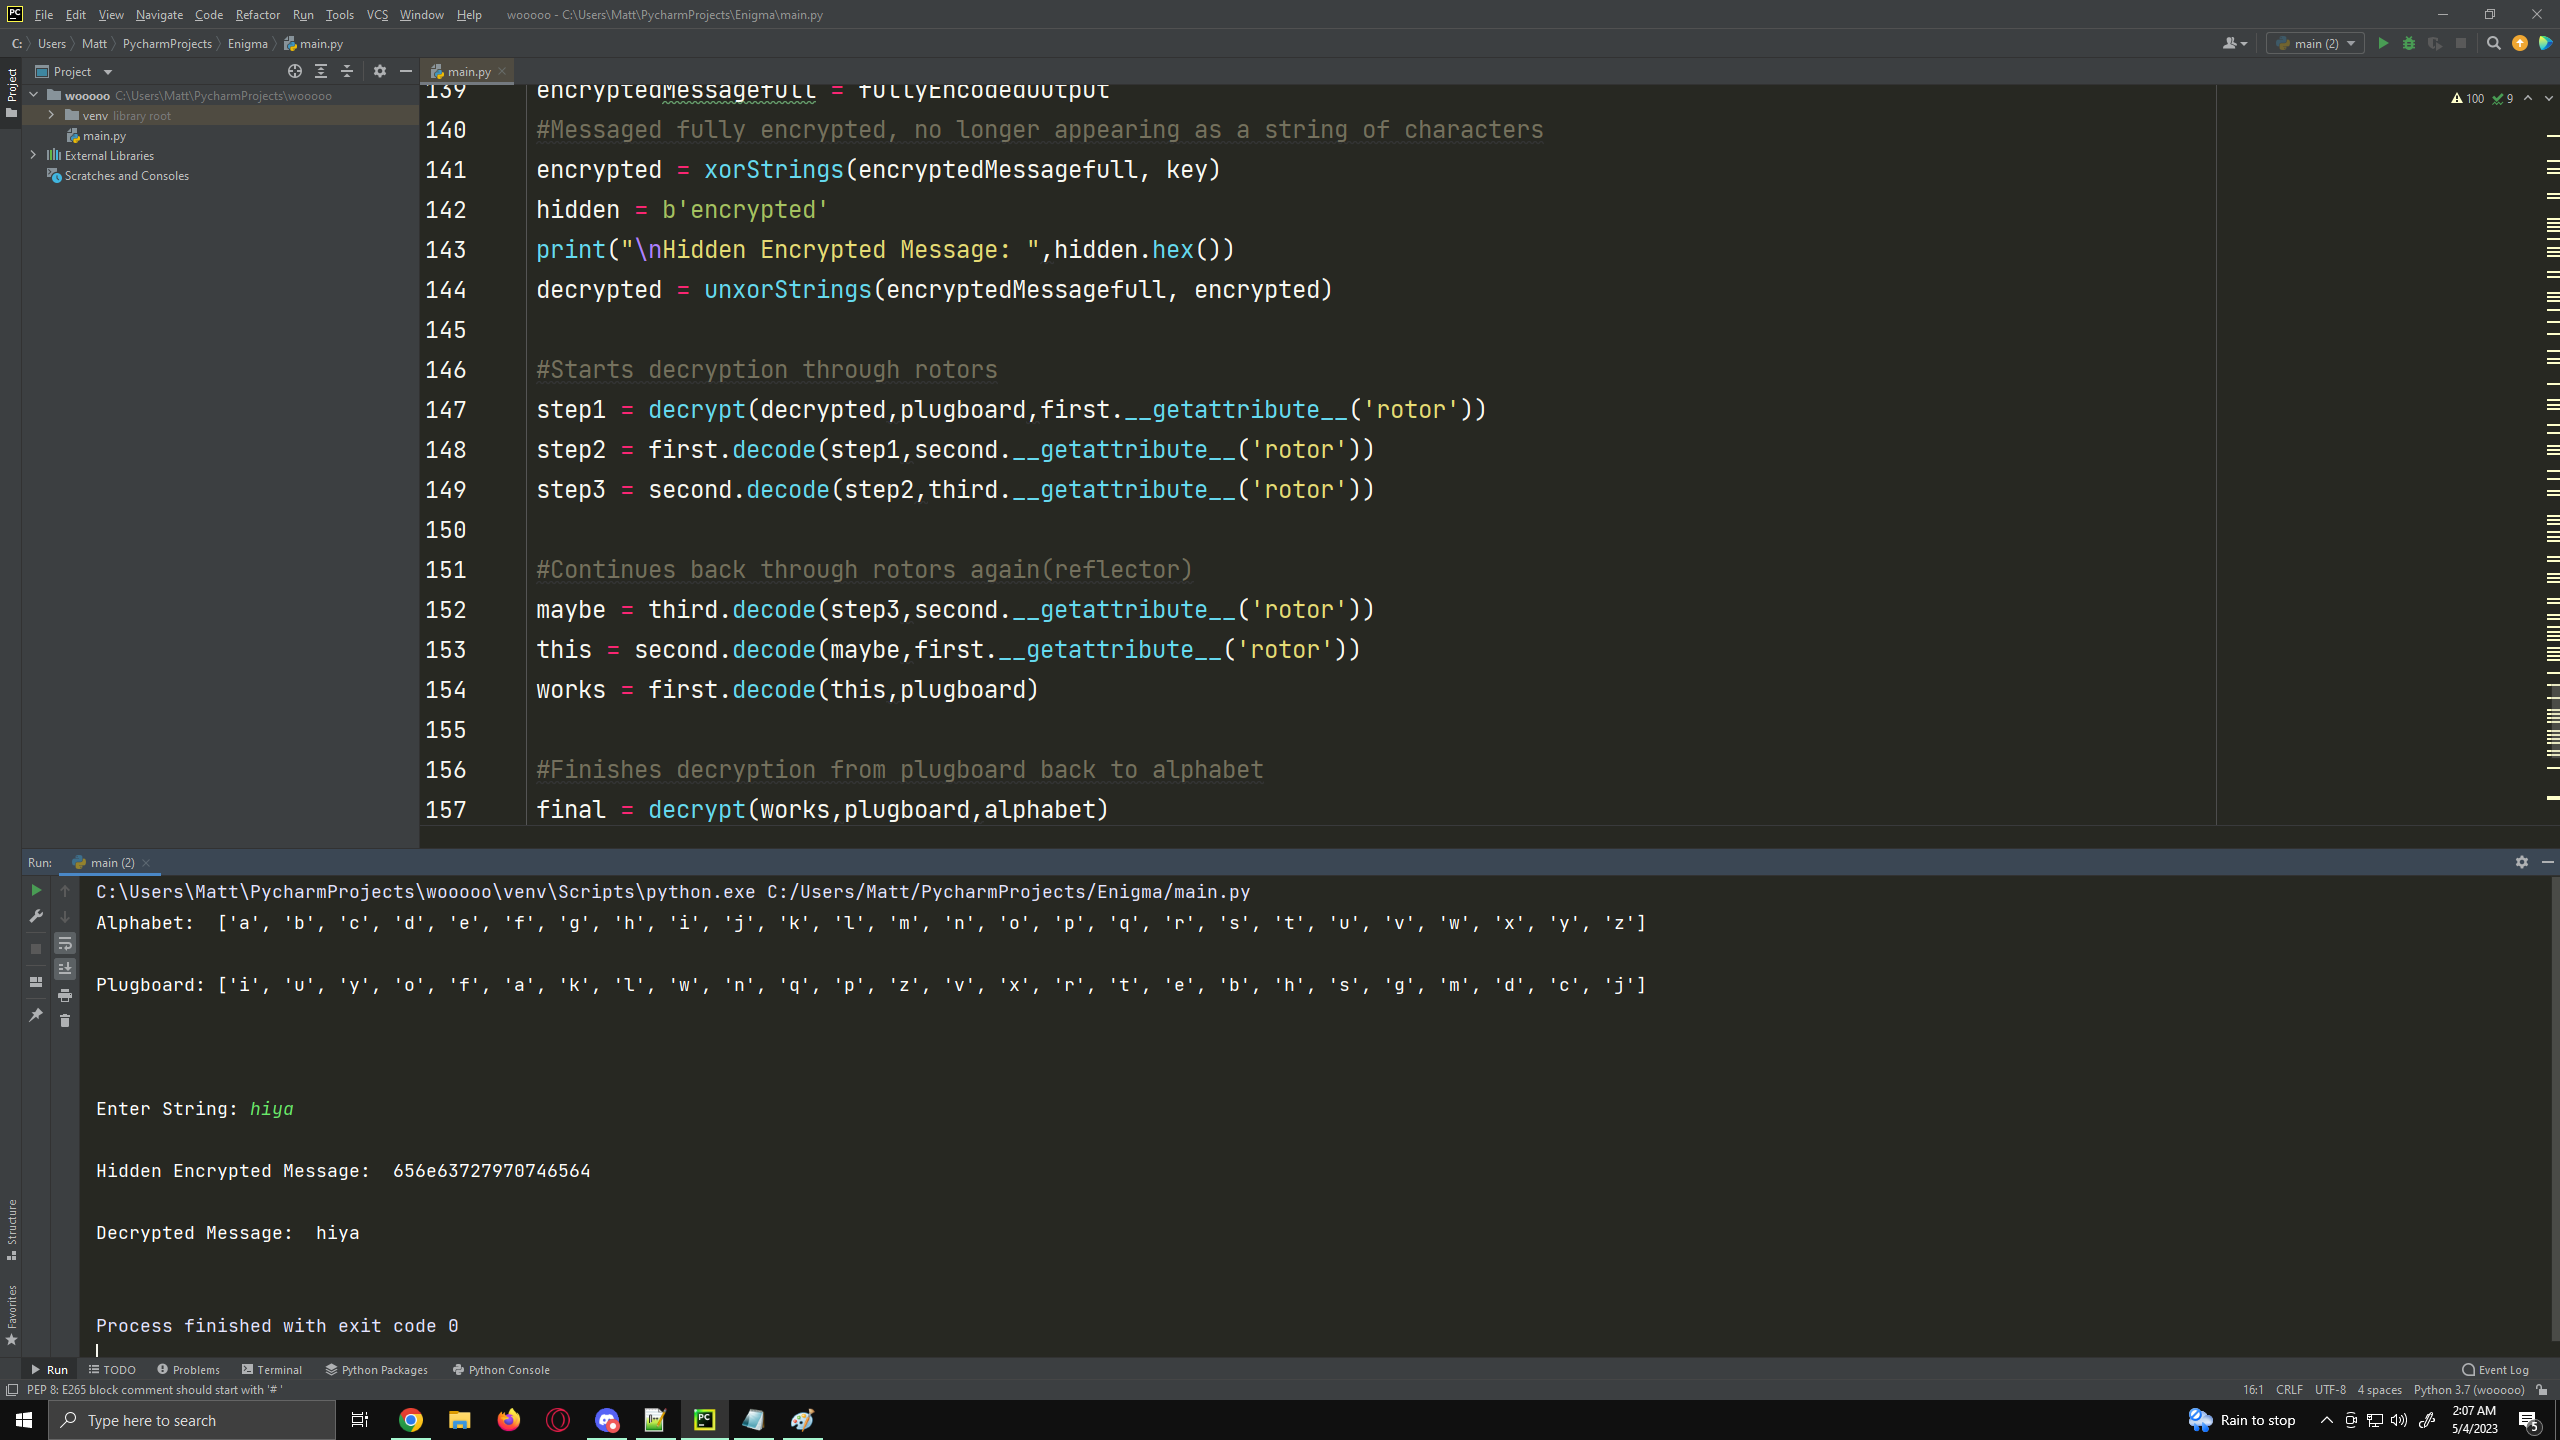 File Edit View Navigate Code Refactor Run Tools VCS Window Help wooooo - C:\Users\Matt\PycharmProjects\Enigma\main.py
C: Users Matt PycharmProjects Enigma main.py main (2)
Project main.py
wooooo C:\Users\Matt\PycharmProjects\wooooo
venv library root
main.py
External Libraries
Scratches and Consoles
Project
100 9
139 encryptedMessagefull = fullyEncodedOutput
140 #Messaged fully encrypted, no longer appearing as a string of characters
141 encrypted = xorStrings(encryptedMessagefull, key)
142 hidden = b'encrypted'
143 print("\nHidden Encrypted Message: ",hidden.hex())
144 decrypted = unxorStrings(encryptedMessagefull, encrypted)
145
146 #Starts decryption through rotors
147 step1 = decrypt(decrypted,plugboard,first.__getattribute__('rotor'))
148 step2 = first.decode(step1,second.__getattribute__('rotor'))
149 step3 = second.decode(step2,third.__getattribute__('rotor'))
150
151 #Continues back through rotors again(reflector)
152 maybe = third.decode(step3,second.__getattribute__('rotor'))
153 this = second.decode(maybe,first.__getattribute__('rotor'))
154 works = first.decode(this,plugboard)
155
156 #Finishes decryption from plugboard back to alphabet
157 final = decrypt(works,plugboard,alphabet)
Run: main (2)
C:\Users\Matt\PycharmProjects\wooooo\venv\Scripts\python.exe C:/Users/Matt/PycharmProjects/Enigma/main.py
Alphabet:  ['a', 'b', 'c', 'd', 'e', 'f', 'g', 'h', 'i', 'j', 'k', 'l', 'm', 'n', 'o', 'p', 'q', 'r', 's', 't', 'u', 'v', 'w', 'x', 'y', 'z']
Plugboard: ['i', 'u', 'y', 'o', 'f', 'a', 'k', 'l', 'w', 'n', 'q', 'p', 'z', 'v', 'x', 'r', 't', 'e', 'b', 'h', 's', 'g', 'm', 'd', 'c', 'j']
Enter String: hiya
Hidden Encrypted Message:  656e63727970746564
Decrypted Message:  hiya
Process finished with exit code 0
Structure
Favorites
Run TODO Problems Terminal Python Packages Python Console Event Log
PEP 8: E265 block comment should start with '# ' 16:1 CRLF UTF-8 4 spaces Python 3.7 (wooooo)
Type here to search Rain to stop 2:07 AM
5/4/2023 5